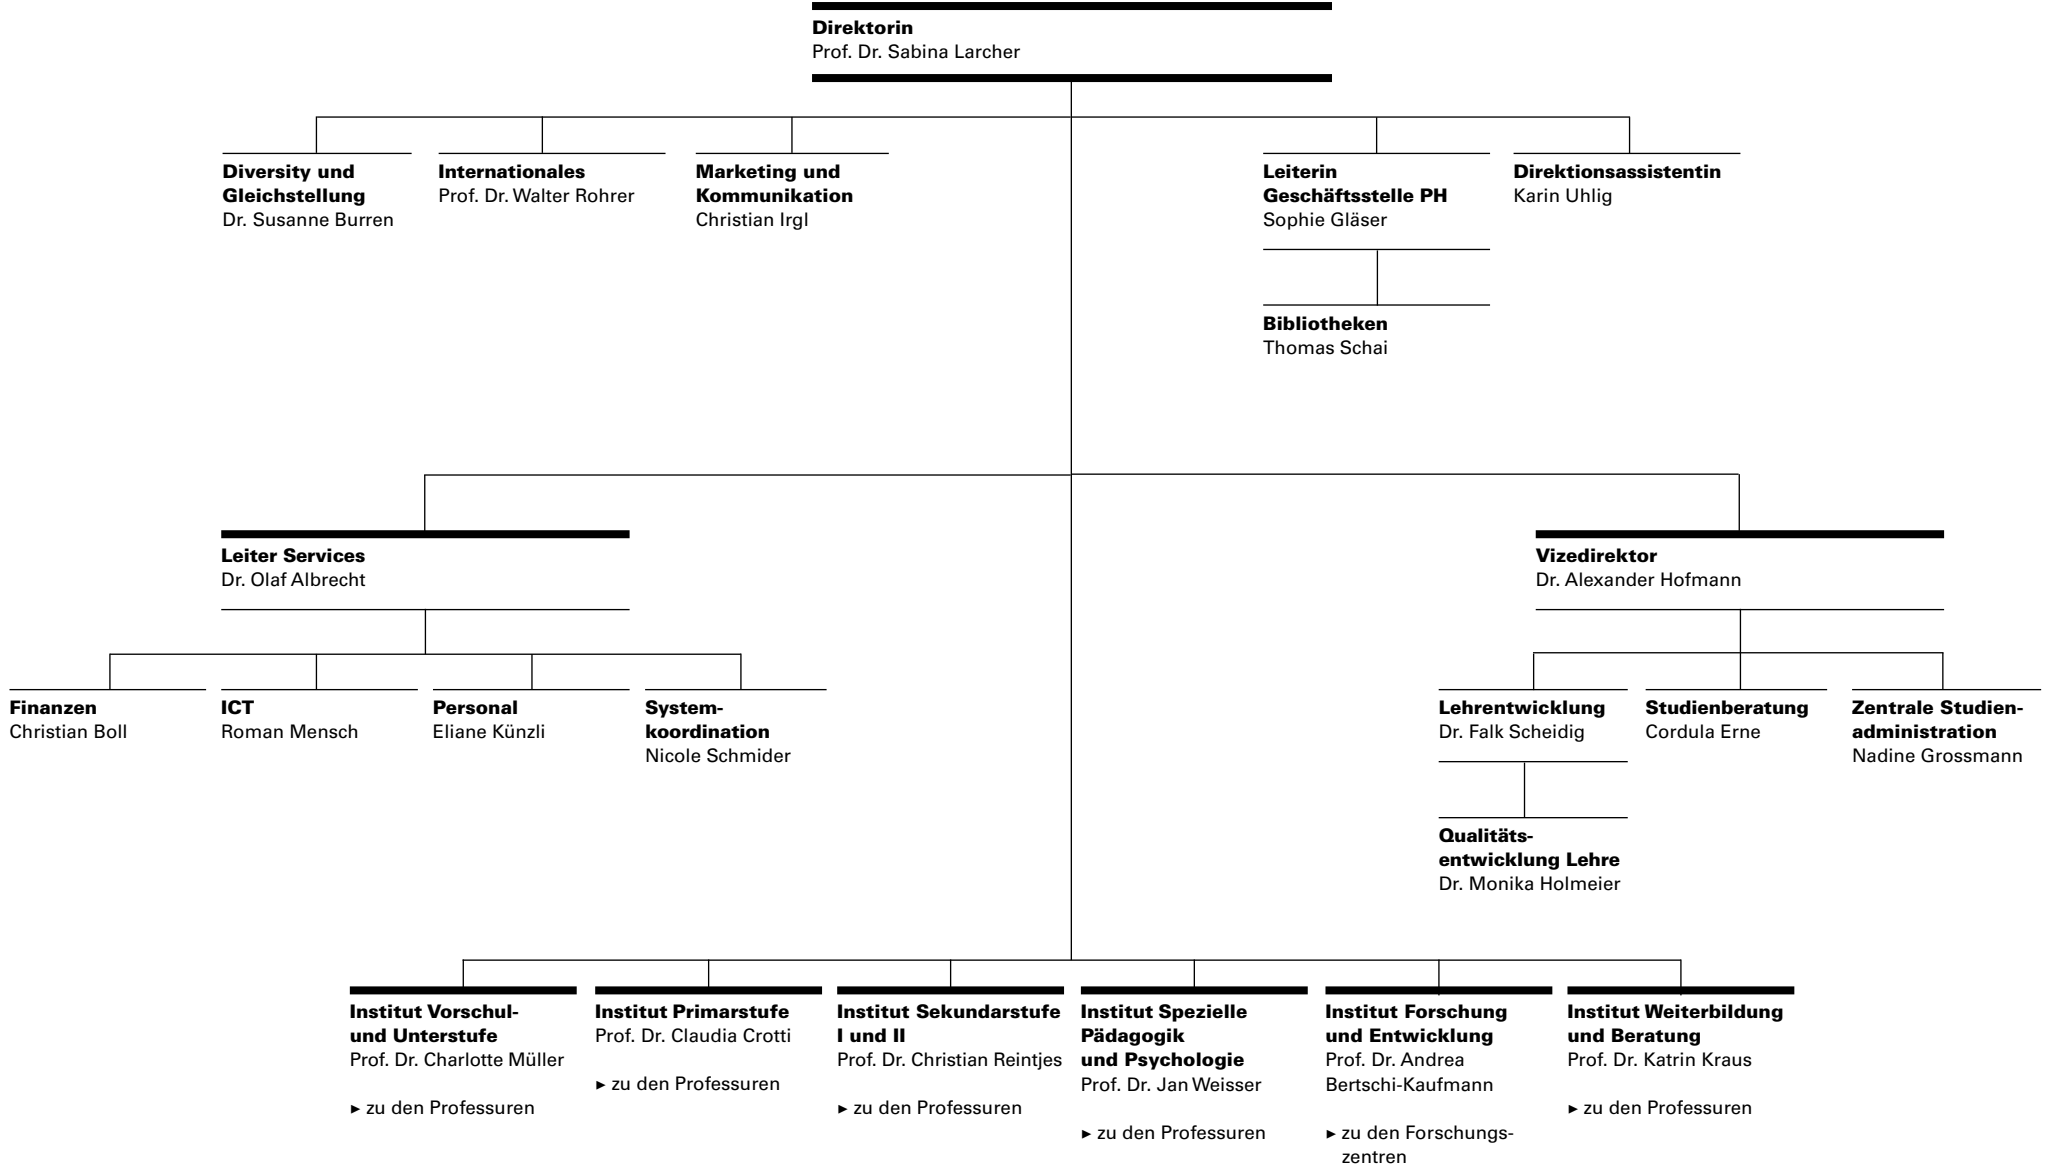 Direktorin
Prof. Dr. Sabina Larcher
Diversity und
Gleichstellung
Dr. Susanne Burren
Internationales
Prof. Dr. Walter Rohrer
Marketing und
Kommunikation
Christian Irgl
Leiterin
Geschäftsstelle PH
Sophie Gläser
Direktionsassistentin
Karin Uhlig
Bibliotheken
Thomas Schai
Leiter Services
Dr. Olaf Albrecht
Vizedirektor
Dr. Alexander Hofmann
Finanzen
Christian Boll
ICT
Roman Mensch
Personal
Eliane Künzli
System-
koordination
Nicole Schmider
Lehrentwicklung
Dr. Falk Scheidig
Studienberatung
Cordula Erne
Zentrale Studien-
administration
Nadine Grossmann
Qualitäts-
entwicklung Lehre
Dr. Monika Holmeier
Institut Vorschul-
und Unterstufe
Prof. Dr. Charlotte Müller
▸ zu den Professuren
Institut Primarstufe
Prof. Dr. Claudia Crotti
▸ zu den Professuren
Institut Sekundarstufe
I und II
Prof. Dr. Christian Reintjes
▸ zu den Professuren
Institut Spezielle
Pädagogik
und Psychologie
Prof. Dr. Jan Weisser
▸ zu den Professuren
Institut Forschung
und Entwicklung
Prof. Dr. Andrea
Bertschi-Kaufmann
▸ zu den Forschungs-
zentren
Institut Weiterbildung
und Beratung
Prof. Dr. Katrin Kraus
▸ zu den Professuren